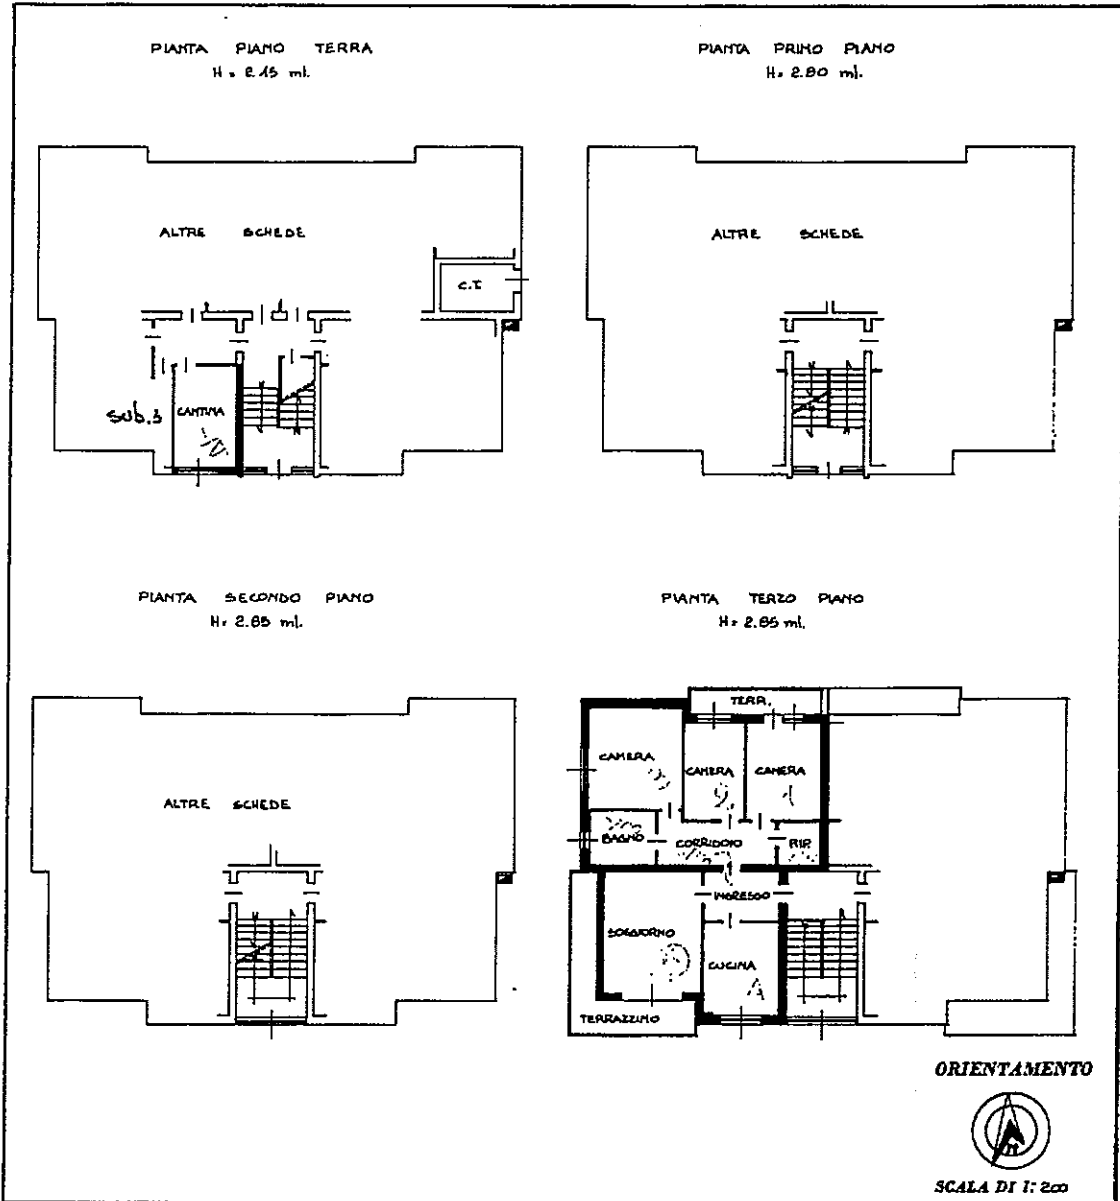 PIANTA PIANO TERRA
H = 2.15 ml.
PIANTA PRIMO PIANO
H= 2.80 ml.
ALTRE SCHEDE
C.T
sub.3
CANTINA
ALTRE SCHEDE
PIANTA SECONDO PIANO
H= 2.85 ml.
PIANTA TERZO PIANO
H= 2.85 ml.
ALTRE SCHEDE
TERR.
CAMERA
CAMERA
CAMERA
BAGNO
CORRIDOIO
RIP.
INGRESSO
SOGGIORNO
CUCINA
TERRAZZINO
ORIENTAMENTO
N
SCALA DI 1: 200